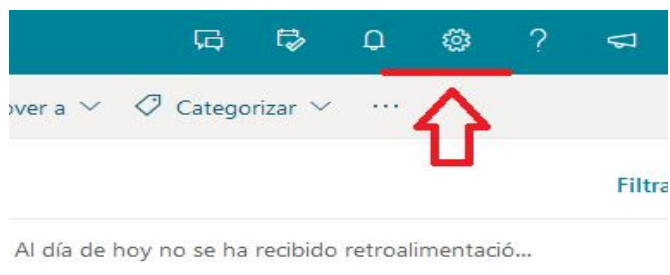 over a Categorizar ...
Filtra
Al día de hoy no se ha recibido retroalimentació...